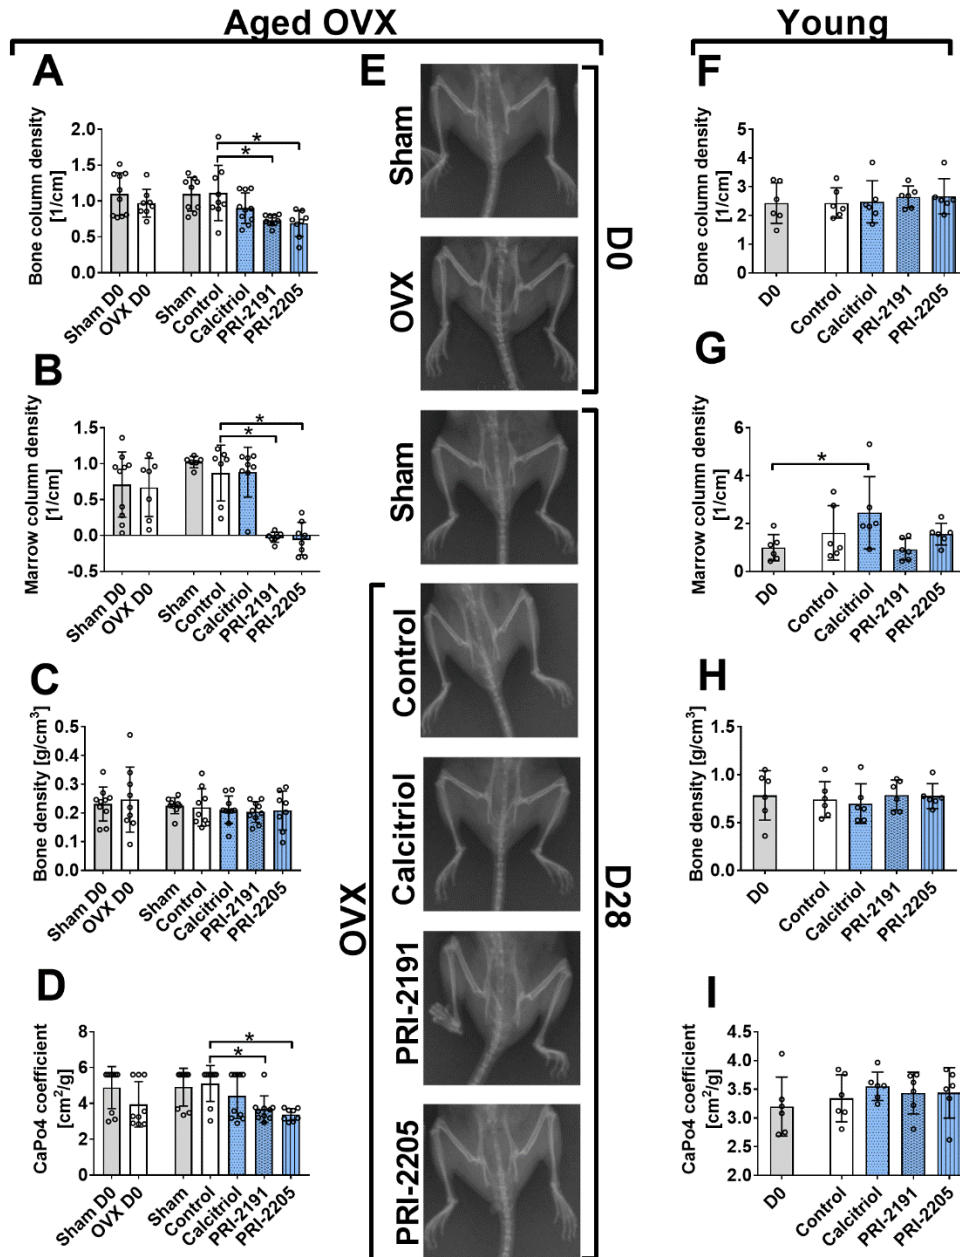 Aged OVX
Young
A
Bone column density
[1/cm]
2.0
1.5
1.0
0.5
0.0
*
*
Sham D0
OVX D0
Sham
Control
Calcitriol
PRI-2191
PRI-2205
B
Marrow column density
[1/cm]
1.5
1.0
0.5
0.0
-0.5
*
*
Sham D0
OVX D0
Sham
Control
Calcitriol
PRI-2191
PRI-2205
C
Bone density [g/cm³]
0.5
0.4
0.3
0.2
0.1
0.0
Sham D0
OVX D0
Sham
Control
Calcitriol
PRI-2191
PRI-2205
D
CaPo4 coefficient
[cm²/g]
8
6
4
2
0
*
*
Sham D0
OVX D0
Sham
Control
Calcitriol
PRI-2191
PRI-2205
E
Sham
OVX
D0
Sham
Control
Calcitriol
PRI-2191
PRI-2205
OVX
D28
F
Bone column density
[1/cm]
5
4
3
2
1
0
D0
Control
Calcitriol
PRI-2191
PRI-2205
G
Marrow column density
[1/cm]
6
4
2
0
*
D0
Control
Calcitriol
PRI-2191
PRI-2205
H
Bone density [g/cm³]
1.5
1.0
0.5
0.0
D0
Control
Calcitriol
PRI-2191
PRI-2205
I
CaPo4 coefficient
[cm²/g]
4.5
4.0
3.5
3.0
2.5
2.0
D0
Control
Calcitriol
PRI-2191
PRI-2205